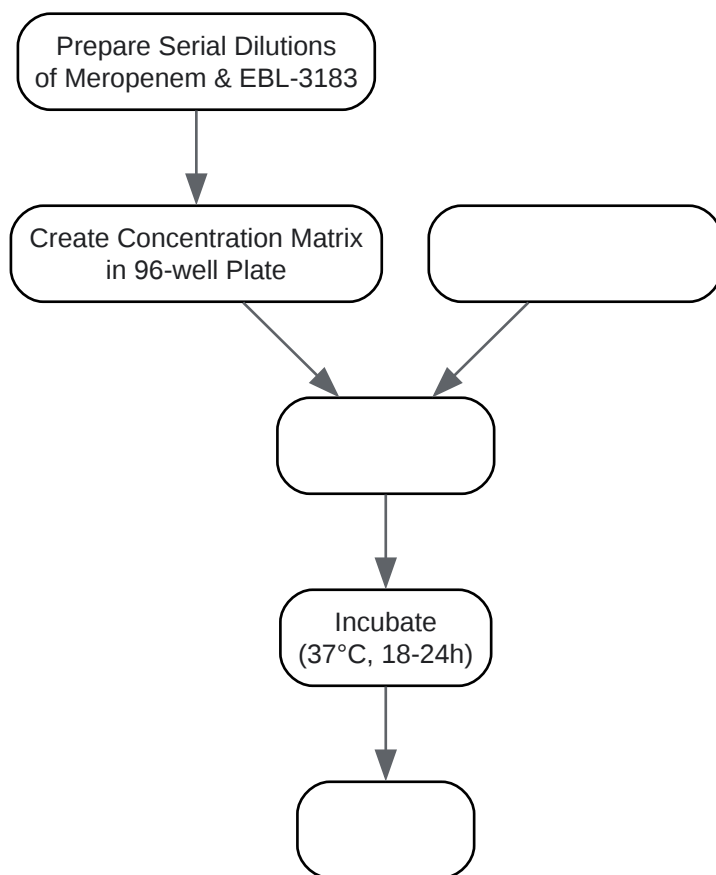 Prepare Serial Dilutions
of Meropenem & EBL-3183
Create Concentration Matrix
in 96-well Plate
Incubate
(37°C, 18-24h)